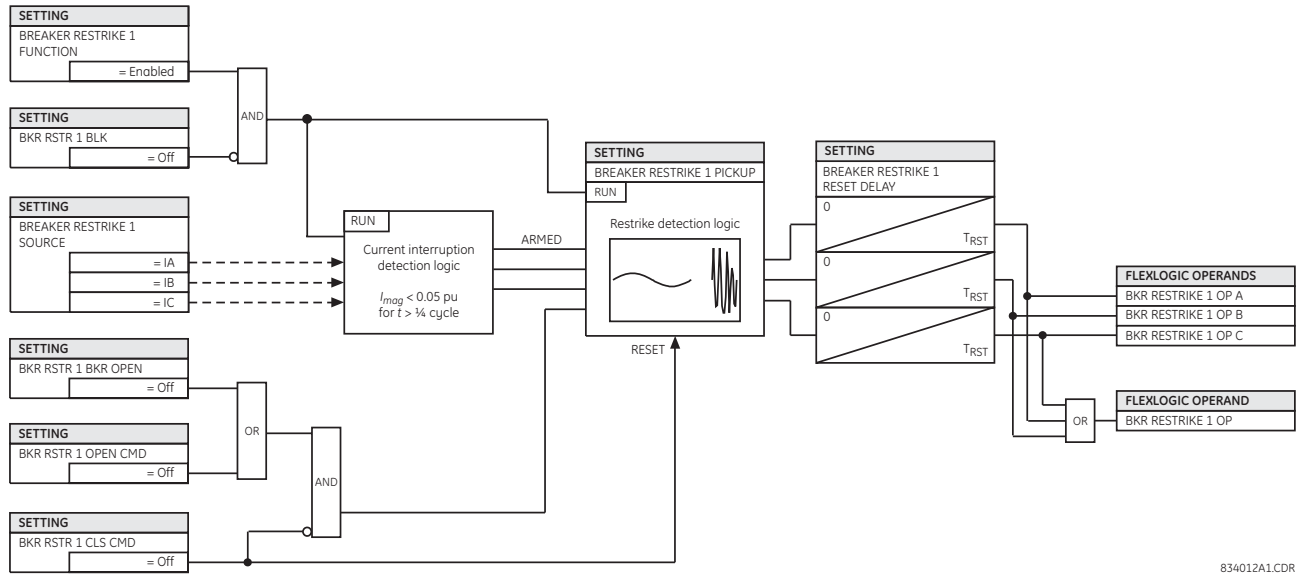 SETTING
BREAKER RESTRIKE 1
FUNCTION
= Enabled
SETTING
BKR RSTR 1 BLK
= Off
SETTING
BREAKER RESTRIKE 1
SOURCE
= IA
= IB
= IC
SETTING
BKR RSTR 1 BKR OPEN
= Off
SETTING
BKR RSTR 1 OPEN CMD
= Off
SETTING
BKR RSTR 1 CLS CMD
= Off
AND
OR
AND
RUN
Current interruption
detection logic
Imag < 0.05 pu
for t > ¼ cycle
ARMED
SETTING
BREAKER RESTRIKE 1 PICKUP
RUN
Restrike detection logic
RESET
SETTING
BREAKER RESTRIKE 1
RESET DELAY
0
TRST
0
TRST
0
TRST
OR
FLEXLOGIC OPERANDS
BKR RESTRIKE 1 OP A
BKR RESTRIKE 1 OP B
BKR RESTRIKE 1 OP C
FLEXLOGIC OPERAND
BKR RESTRIKE 1 OP
834012A1.CDR